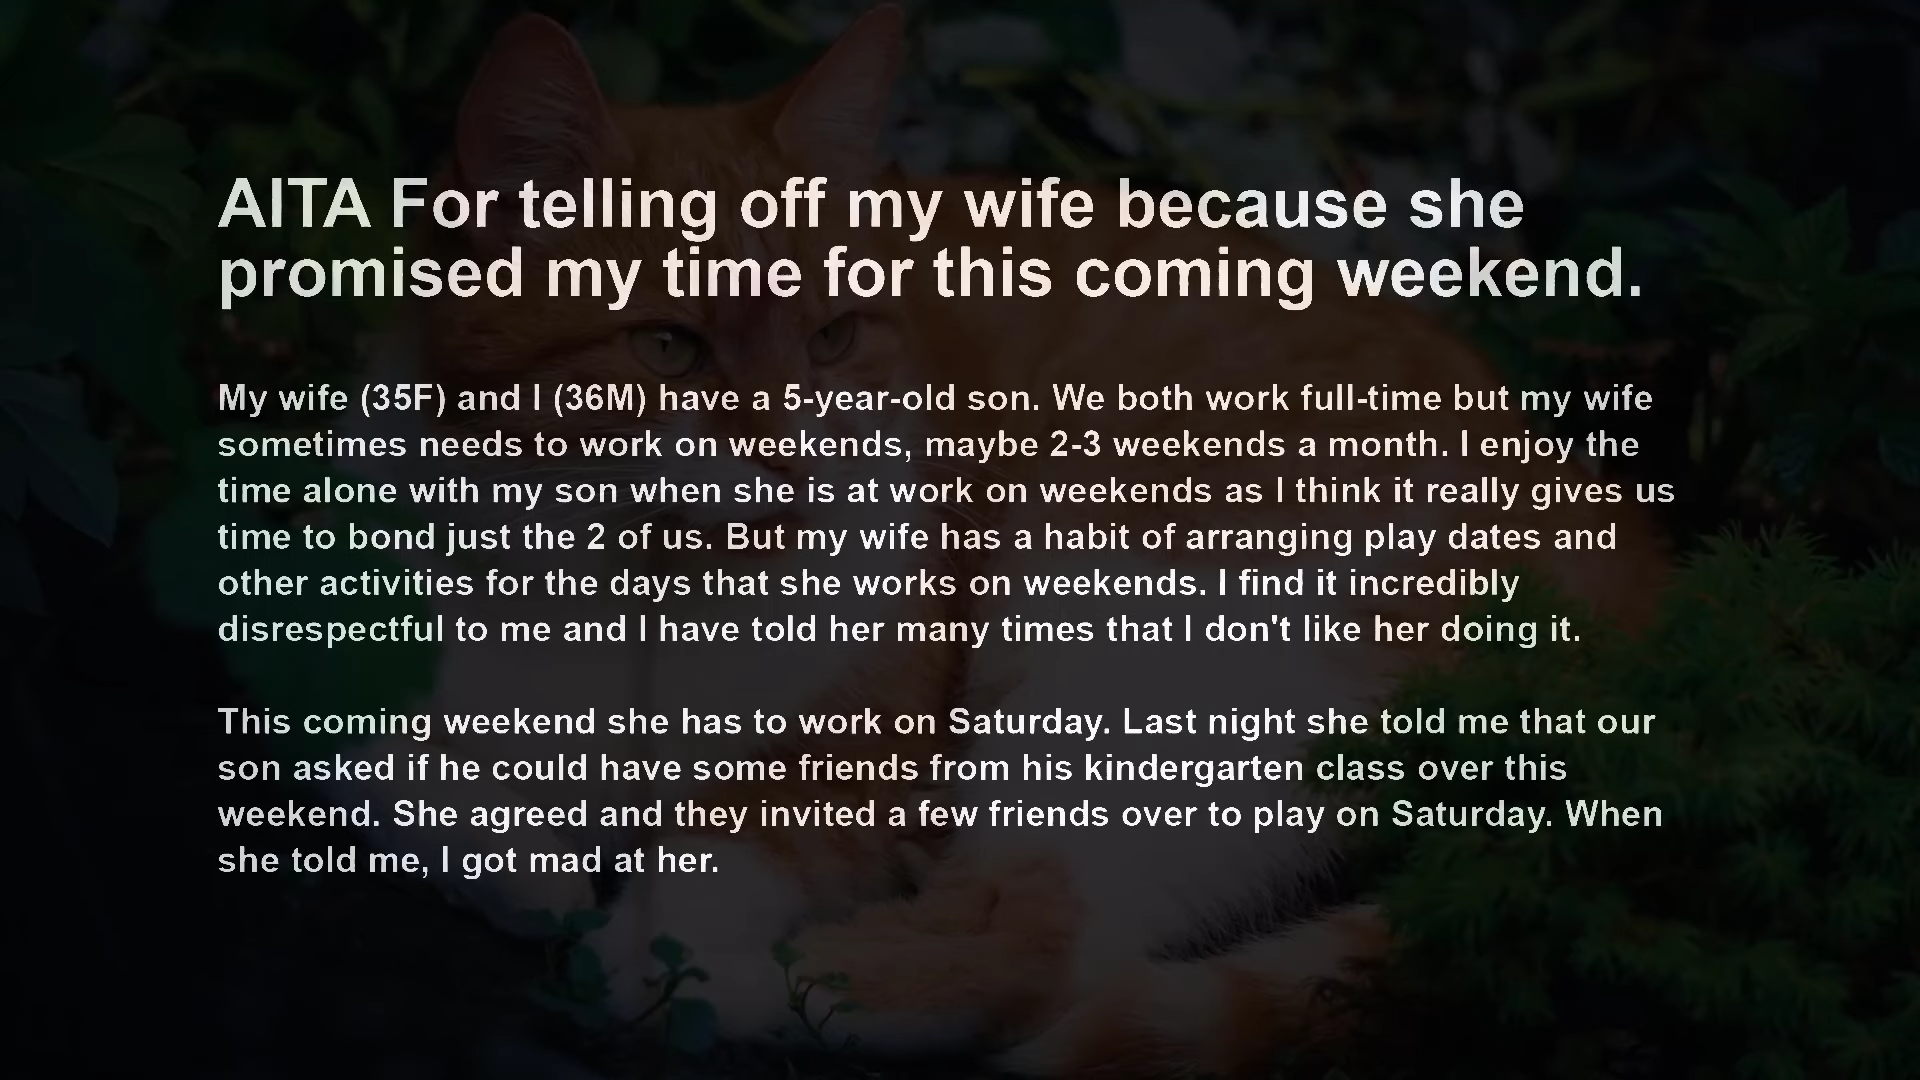 AITA For telling off my wife because she
promised my time for this coming weekend.
My wife (35F) and I (36M) have a 5-year-old son. We both work full-time but my wife
sometimes needs to work on weekends, maybe 2-3 weekends a month. I enjoy the
time alone with my son when she is at work on weekends as I think it really gives us
time to bond just the 2 of us. But my wife has a habit of arranging play dates and
other activities for the days that she works on weekends. I find it incredibly
disrespectful to me and I have told her many times that I don't like her doing it.
This coming weekend she has to work on Saturday. Last night she told me that our
son asked if he could have some friends from his kindergarten class over this
weekend. She agreed and they invited a few friends over to play on Saturday. When
she told me, I got mad at her.